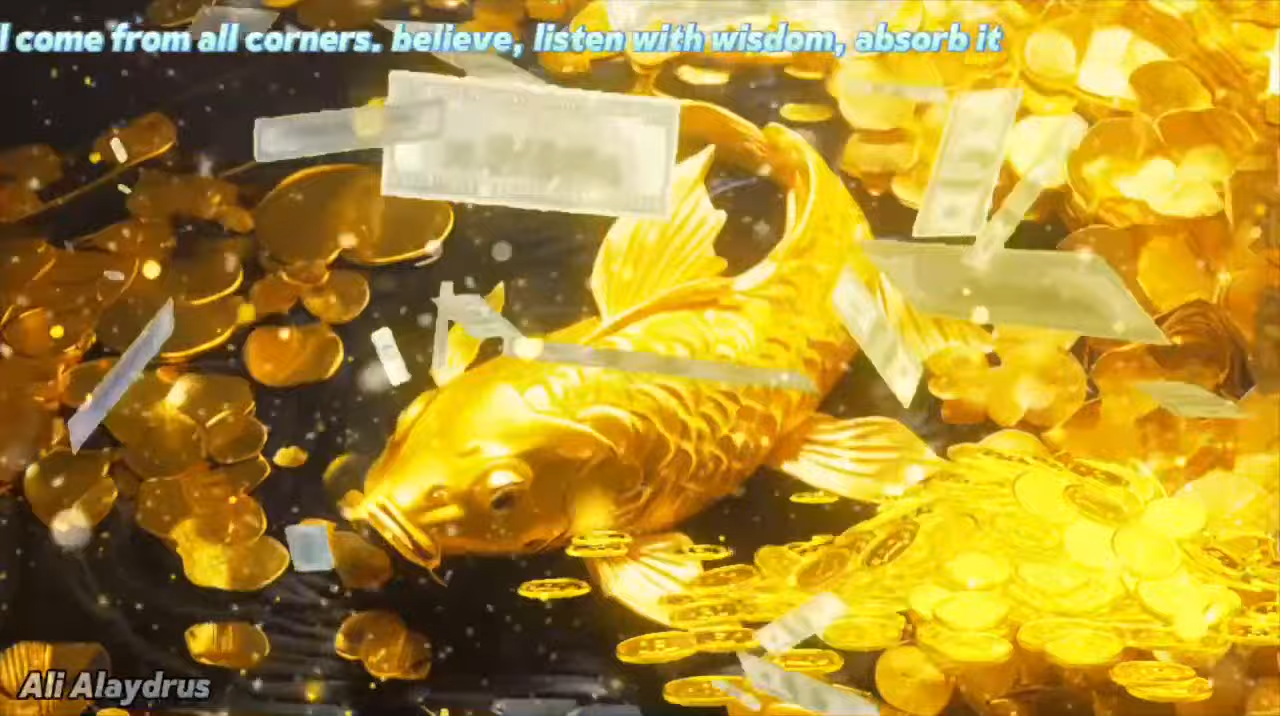 come from all corners. believe, listen with wisdom, absorb it
Ali Alaydrus